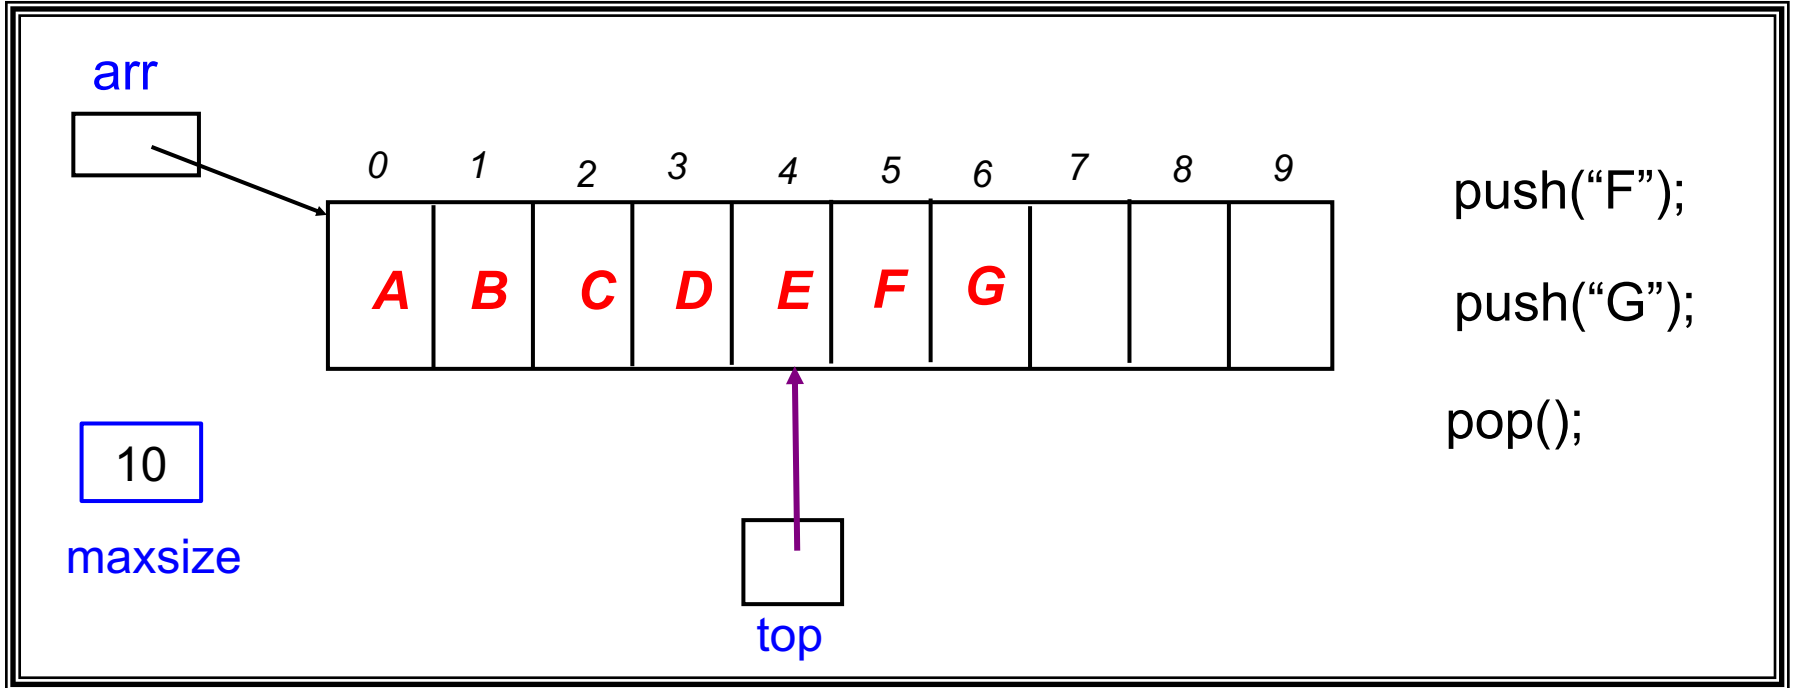 arr
0 1 2 3 4 5 6 7 8 9
A B C D E F G
push(“F”);
push(“G”);
pop();
10
maxsize
top